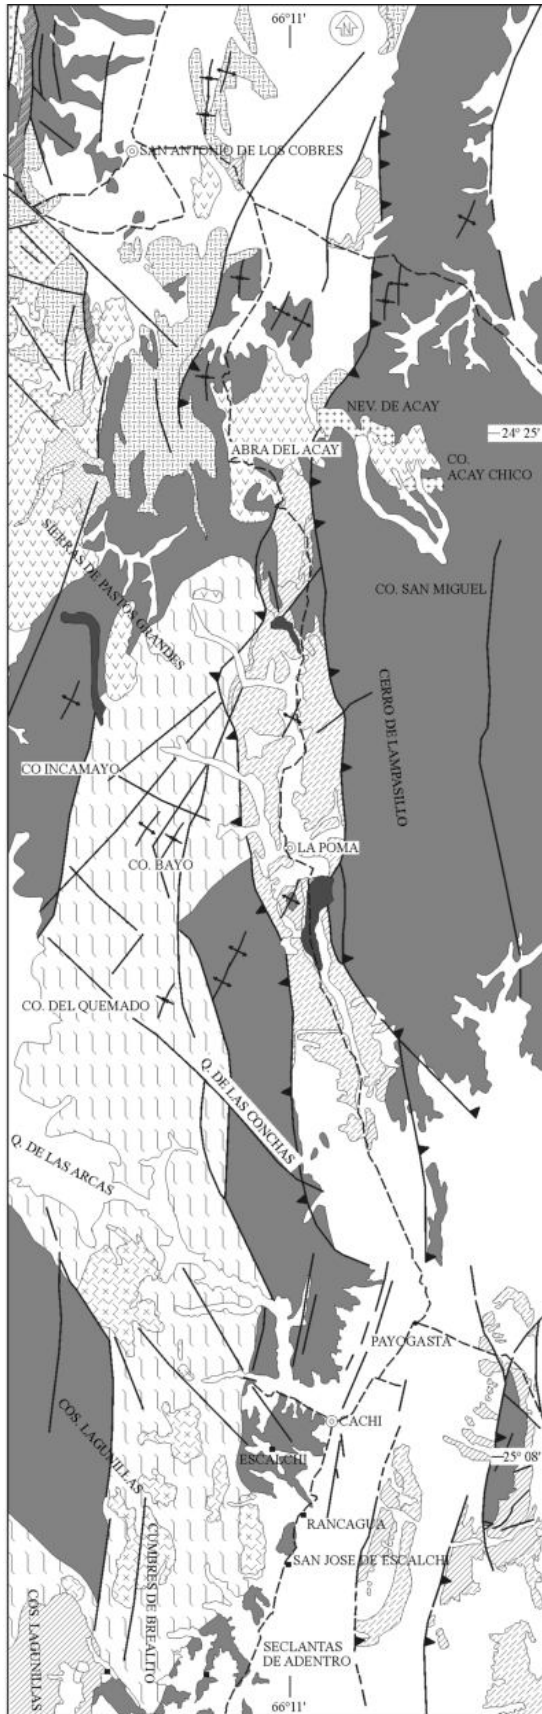 66°11'
N
SAN ANTONIO DE LOS COBRES
NEV. DE ACAY
—24° 25'
ABRA DEL ACAY
CO.
ACAY CHICO
SIERRAS DE PASTOS GRANDES
CO. SAN MIGUEL
CERRO DE LAMPASILLO
CO INCAMAYO
LA POMA
CO. BAYO
CO. DEL QUEMADO
Q. DE LAS CONCHAS
Q. DE LAS ARCAS
PAYOGASTA
COS. LAGUNILLAS
CACHI
ESCALCHI
—25° 08'
RANCAGUA
CUMBRES DE BREALITO
SAN JOSE DE ESCALCHI
COS. LAGUNILLAS
SECLANTAS
DE ADENTRO
66°11'